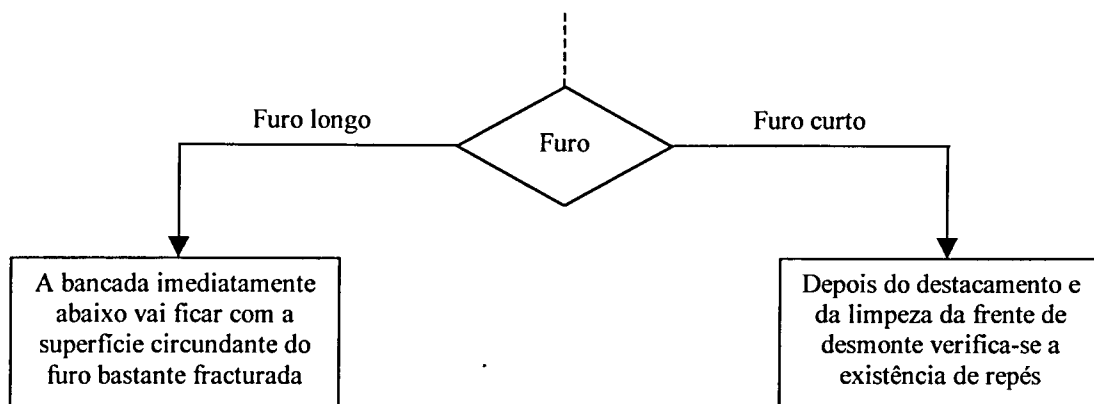 Furo longo
Furo
Furo curto
A bancada imediatamente
abaixo vai ficar com a
superfície circundante do
furo bastante fracturada
Depois do destacamento e
da limpeza da frente de
desmonte verifica-se a
existência de repés